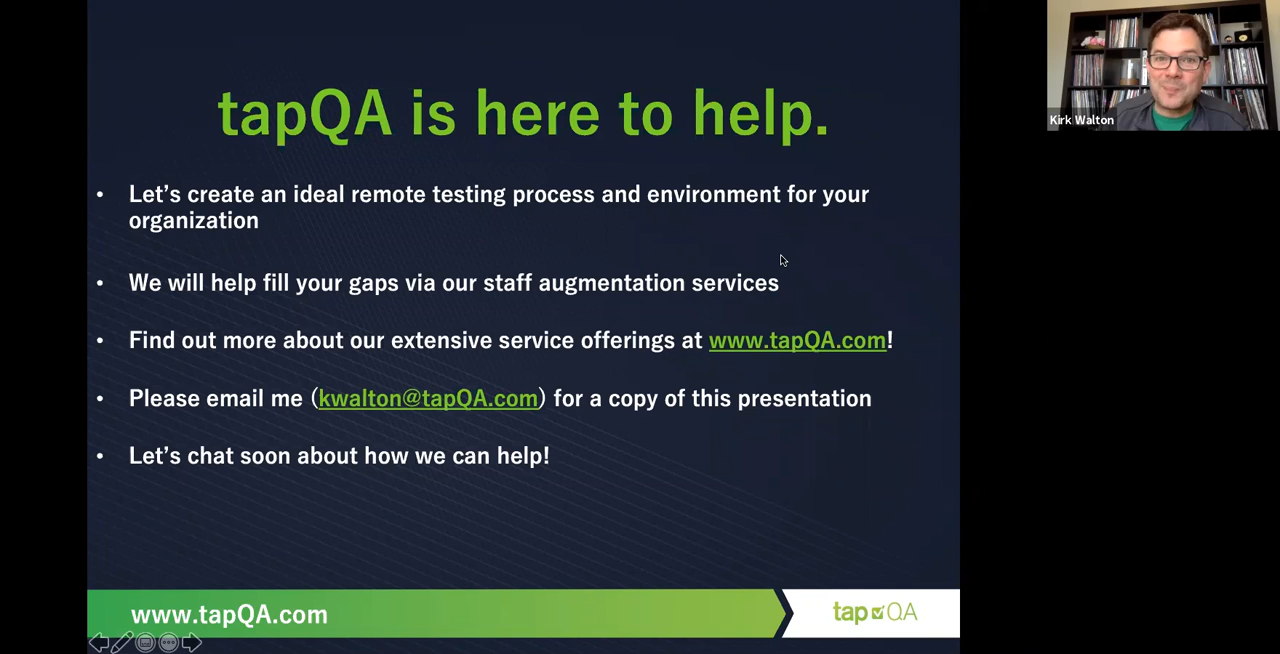 tapQA is here to help.
• Let’s create an ideal remote testing process and environment for your
organization
• We will help fill your gaps via our staff augmentation services
• Find out more about our extensive service offerings at www.tapQA.com!
• Please email me (kwalton@tapQA.com) for a copy of this presentation
• Let’s chat soon about how we can help!
www.tapQA.com
tap QA
Kirk Walton